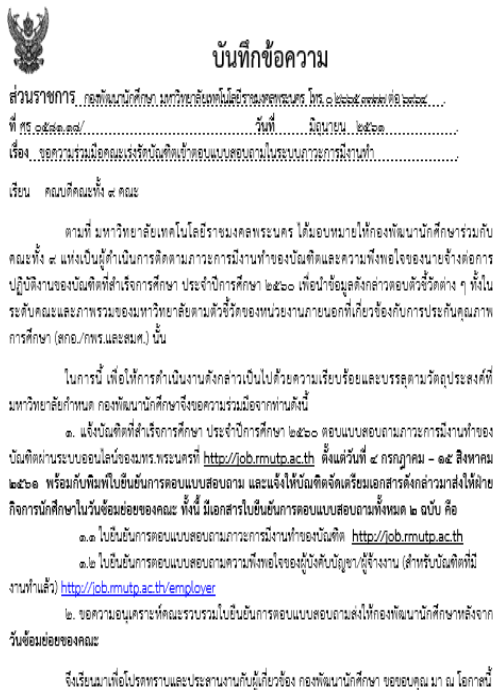 บันทึกข้อความ
ส่วนราชการ กองพัฒนานักศึกษา มหาวิทยาลัยเทคโนโลยีราชมงคลพระนคร โทร. ๐ ๒๖๖๕ ๓๗๗๗ ต่อ
ที่ ศธ ๐๕๘๑.๑๘/ วันที่ มิถุนายน ๒๕๖๑
เรื่อง ขอความร่วมมือคณะเร่งรัดบัณฑิตเข้าตอบแบบสอบถามในระบบภาวะการมีงานทำ
เรียน คณบดีคณะทั้ง ๙ คณะ
ตามที่ มหาวิทยาลัยเทคโนโลยีราชมงคลพระนคร ได้มอบหมายให้กองพัฒนานักศึกษาร่วมกับ
คณะทั้ง ๙ แห่งเป็นผู้ดำเนินการติดตามภาวะการมีงานทำของบัณฑิตและความพึงพอใจของนายจ้างต่อการ
ปฏิบัติงานของบัณฑิตที่สำเร็จการศึกษา ประจำปีการศึกษา ๒๕๖๐ เพื่อนำข้อมูลดังกล่าวตอบตัวชี้วัดต่าง ๆ ทั้งใน
ระดับคณะและภาพรวมของมหาวิทยาลัยตามตัวชี้วัดของหน่วยงานภายนอกที่เกี่ยวข้องกับการประกันคุณภาพ
การศึกษา (สกอ./กพร.และสมศ.) นั้น
ในการนี้ เพื่อให้การดำเนินงานดังกล่าวเป็นไปด้วยความเรียบร้อยและบรรลุตามวัตถุประสงค์ที่
มหาวิทยาลัยกำหนด กองพัฒนานักศึกษาจึงขอความร่วมมือจากท่านดังนี้
๑. แจ้งบัณฑิตที่สำเร็จการศึกษา ประจำปีการศึกษา ๒๕๖๐ ตอบแบบสอบถามภาวะการมีงานทำของ
บัณฑิตผ่านระบบออนไลน์ของมทร.พระนครที่ http://job.rmutp.ac.th ตั้งแต่วันที่ ๔ กรกฎาคม – ๑๕ สิงหาคม
๒๕๖๑ พร้อมกับพิมพ์ใบยืนยันการตอบแบบสอบถาม และแจ้งให้บัณฑิตจัดเตรียมเอกสารดังกล่าวมาส่งให้ฝ่าย
กิจการนักศึกษาในวันซ้อมย่อยของคณะ ทั้งนี้ มีเอกสารใบยืนยันการตอบแบบสอบถามทั้งหมด ๒ ฉบับ คือ
๑.๑ ใบยืนยันการตอบแบบสอบถามภาวะการมีงานทำของบัณฑิต http://job.rmutp.ac.th
๑.๒ ใบยืนยันการตอบแบบสอบถามความพึงพอใจของผู้บังคับบัญชา/ผู้จ้างงาน (สำหรับบัณฑิตที่มี
งานทำแล้ว) http://job.rmutp.ac.th/employer
๒. ขอความอนุเคราะห์คณะรวบรวมใบยืนยันการตอบแบบสอบถามส่งให้กองพัฒนานักศึกษาหลังจาก
วันซ้อมย่อยของคณะ
จึงเรียนมาเพื่อโปรดทราบและประสานงานกับผู้เกี่ยวข้อง กองพัฒนานักศึกษา ขอขอบคุณ มา ณ โอกาสนี้